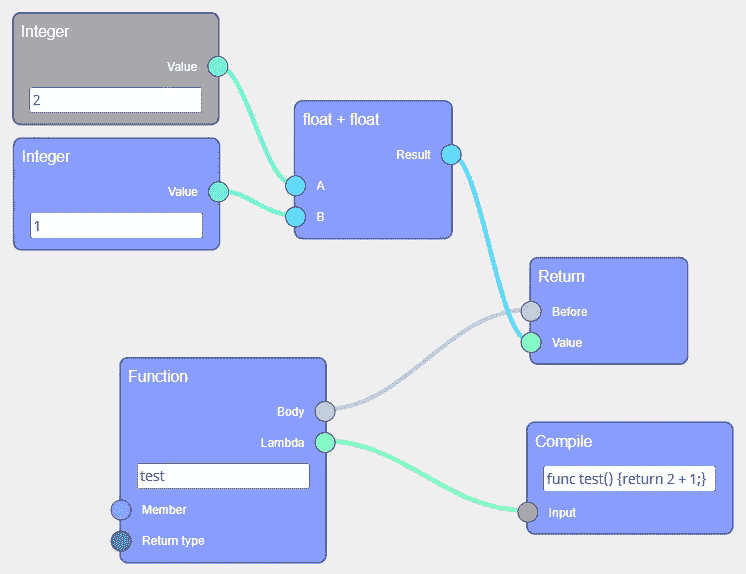 Integer
Value
2
Integer
Value
1
float + float
Result
A
B
Return
Before
Value
Function
Body
Lambda
test
Member
Return type
Compile
func test() {return 2 + 1;}
Input